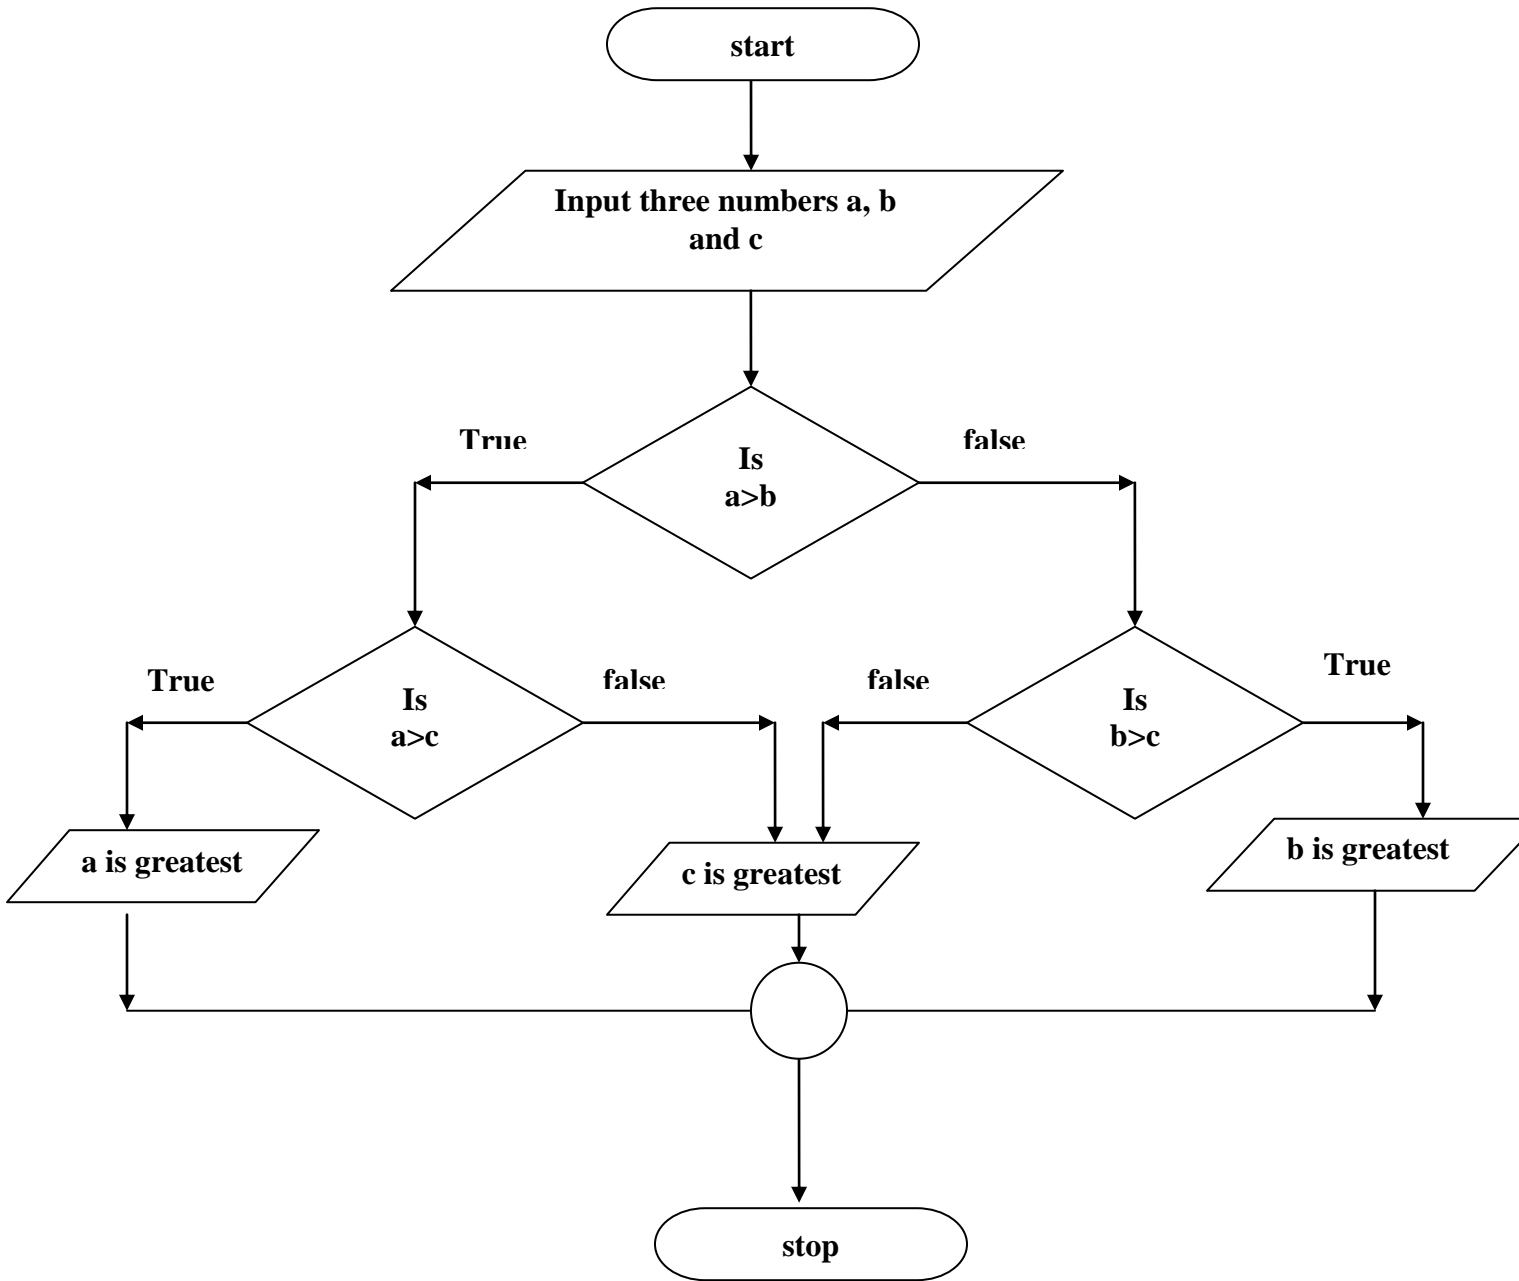 start
Input three numbers a, b
and c
True
false
Is
a>b
True
false
false
True
Is
a>c
Is
b>c
a is greatest
c is greatest
b is greatest
stop